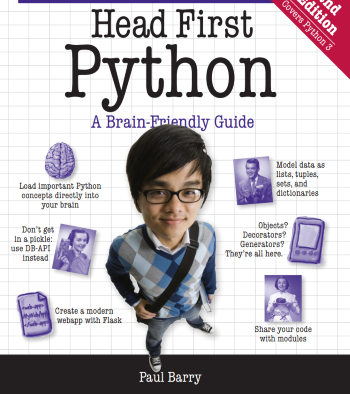 nd
Edition
Covers Python 3
Head First
Python
A Brain-Friendly Guide
Load important Python
concepts directly into
your brain
Model data as
lists, tuples,
sets, and
dictionaries
Don't get
in a pickle:
use DB-API
instead
Objects?
Decorators?
Generators?
They're all here.
Create a modern
webapp with Flask
Share your code
with modules
Paul Barry